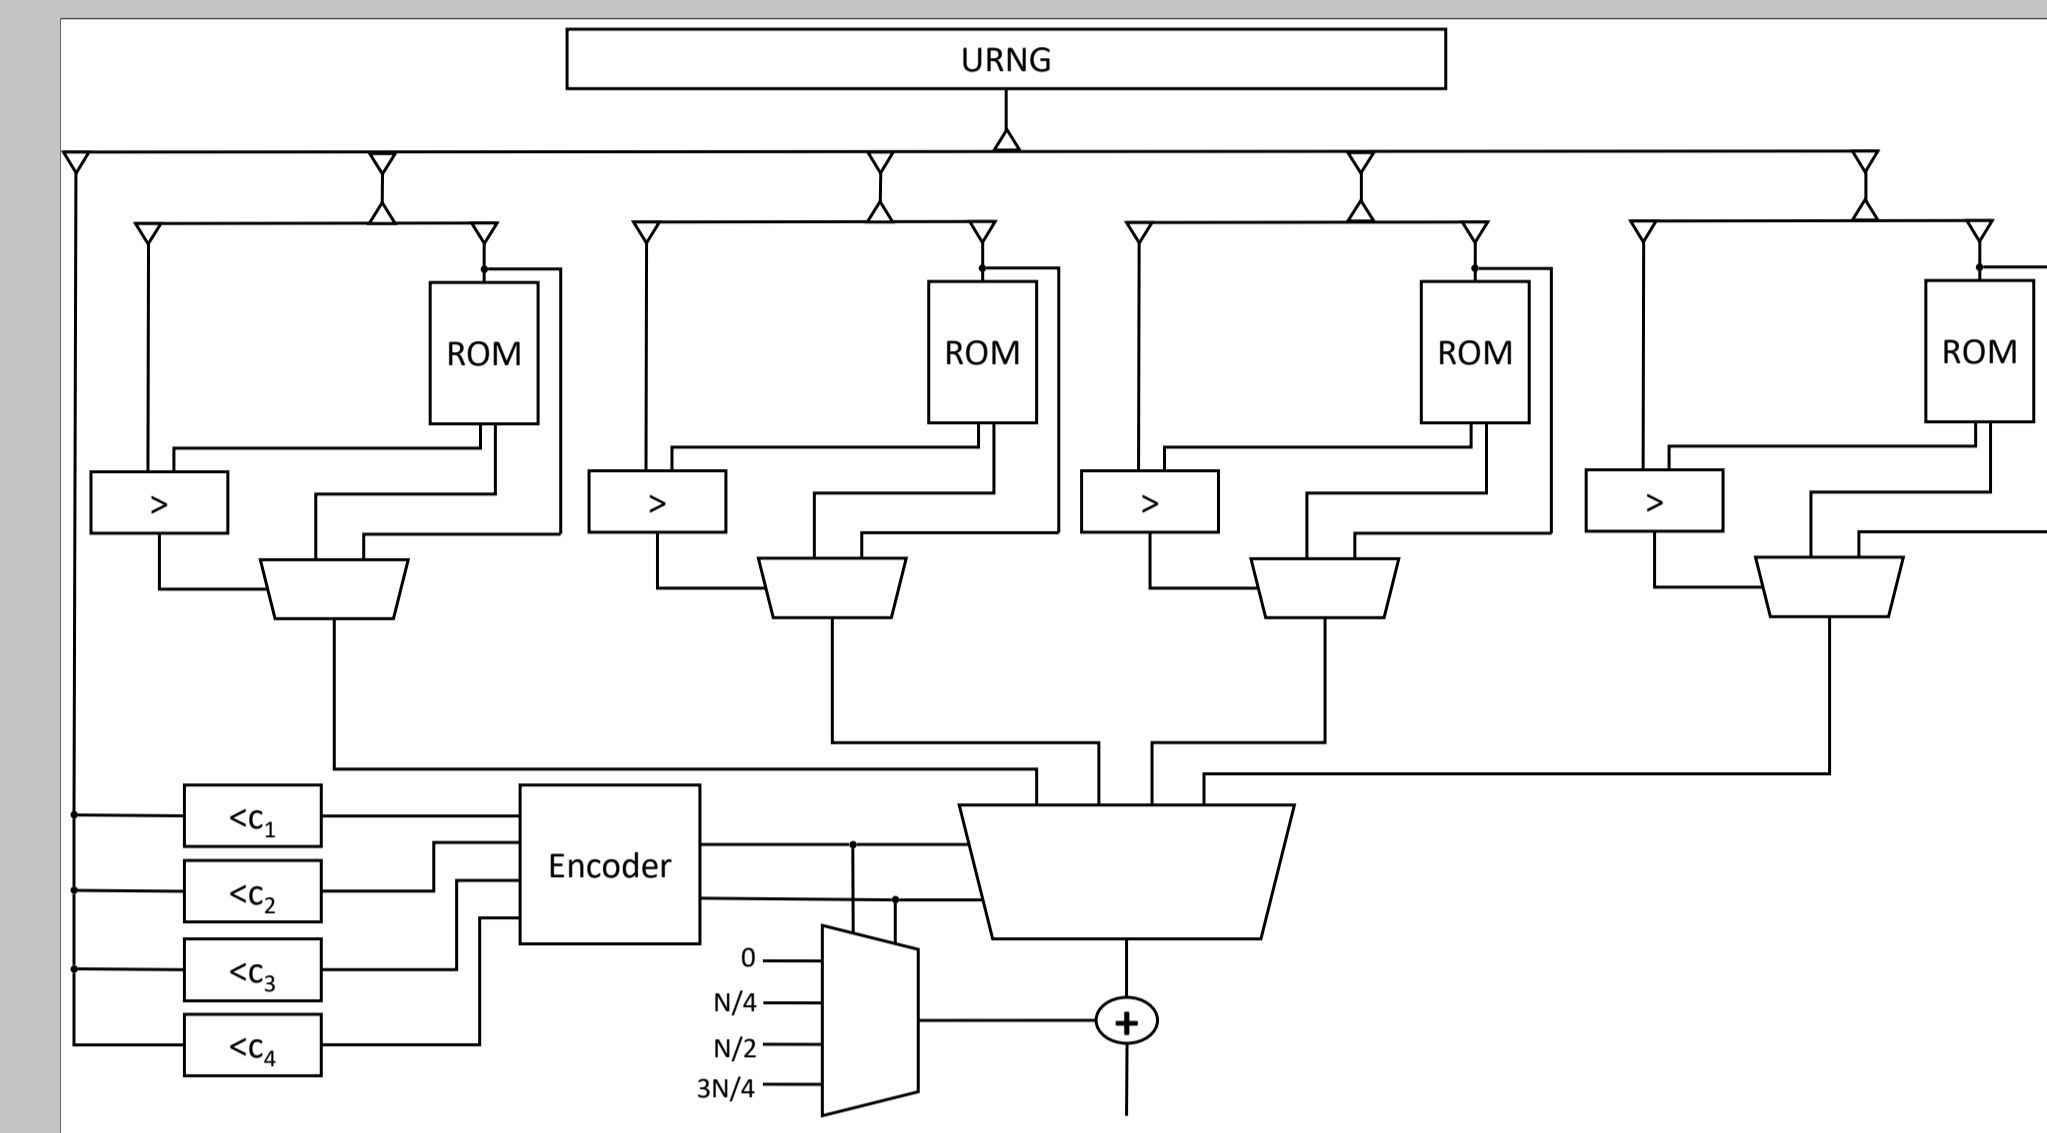 URNG
ROM
ROM
ROM
ROM
>
>
>
>
<c1
<c2
<c3
<c4
Encoder
0
N/4
N/2
3N/4
+